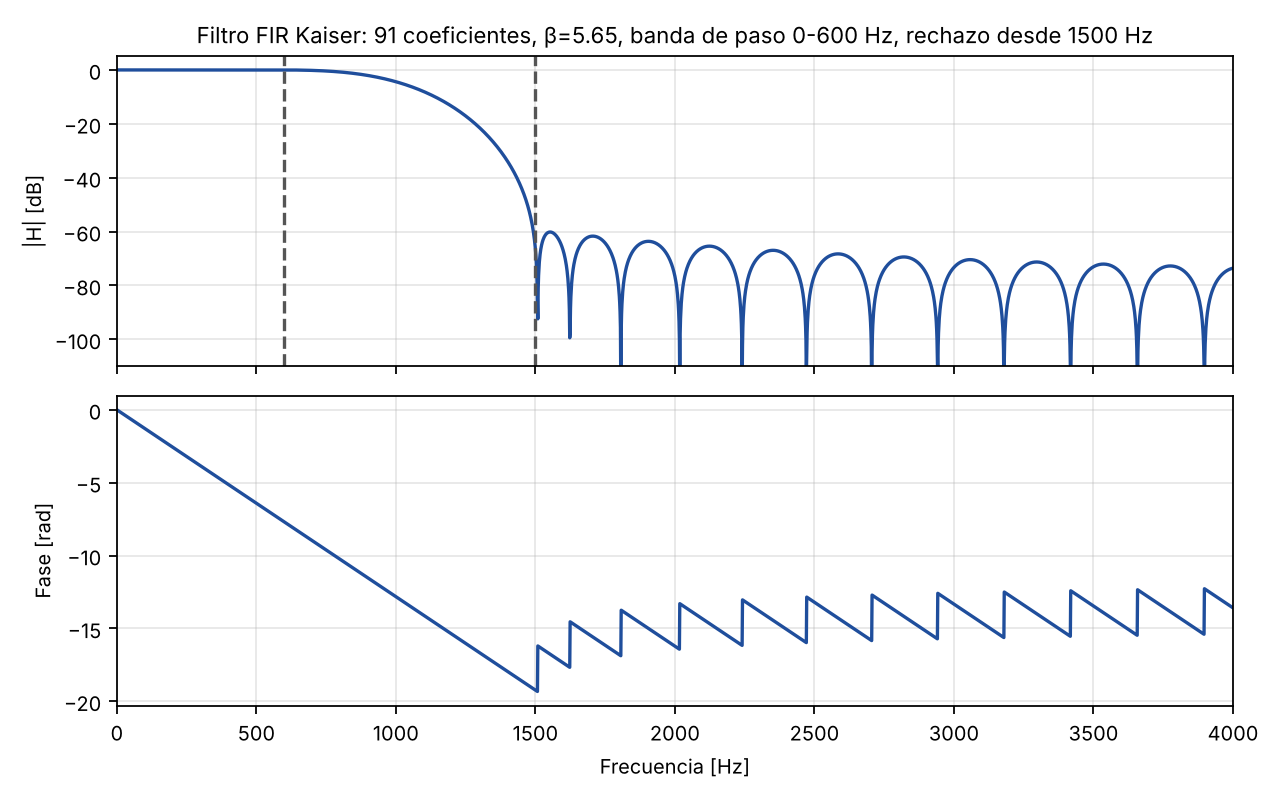 Filtro FIR Kaiser: 91 coeficientes, β=5.65, banda de paso 0-600 Hz, rechazo desde 1500 Hz
|H| [dB]
0
−20
−40
−60
−80
−100
Fase [rad]
0
−5
−10
−15
−20
0 500 1000 1500 2000 2500 3000 3500 4000
Frecuencia [Hz]